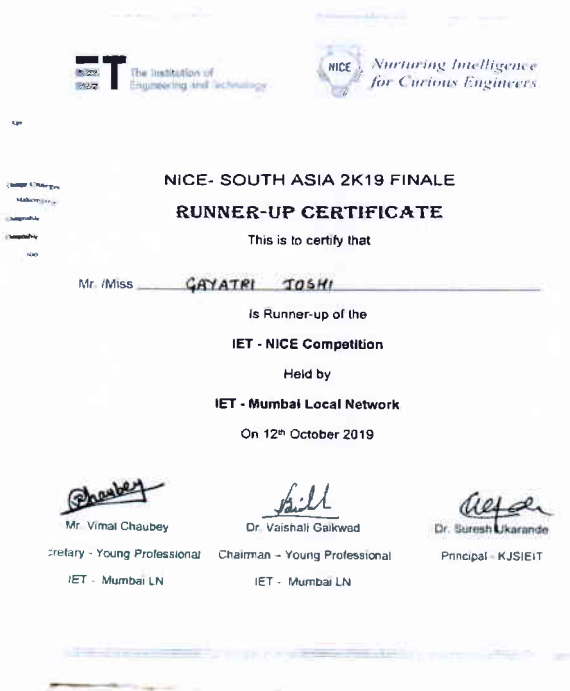 IET The Institution of
Engineering and Technology
NICE Nurturing Intelligence
for Curious Engineers
NICE- SOUTH ASIA 2K19 FINALE
RUNNER-UP CERTIFICATE
This is to certify that
Mr. /Miss GAYATRI JOSHI
is Runner-up of the
IET - NICE Competition
Held by
IET - Mumbai Local Network
On 12th October 2019
Mr. Vimal Chaubey Dr. Vaishali Gaikwad Dr. Suresh Ukarande
cretary - Young Professional Chairman - Young Professional Principal - KJSIEIT
IET - Mumbai LN IET - Mumbai LN